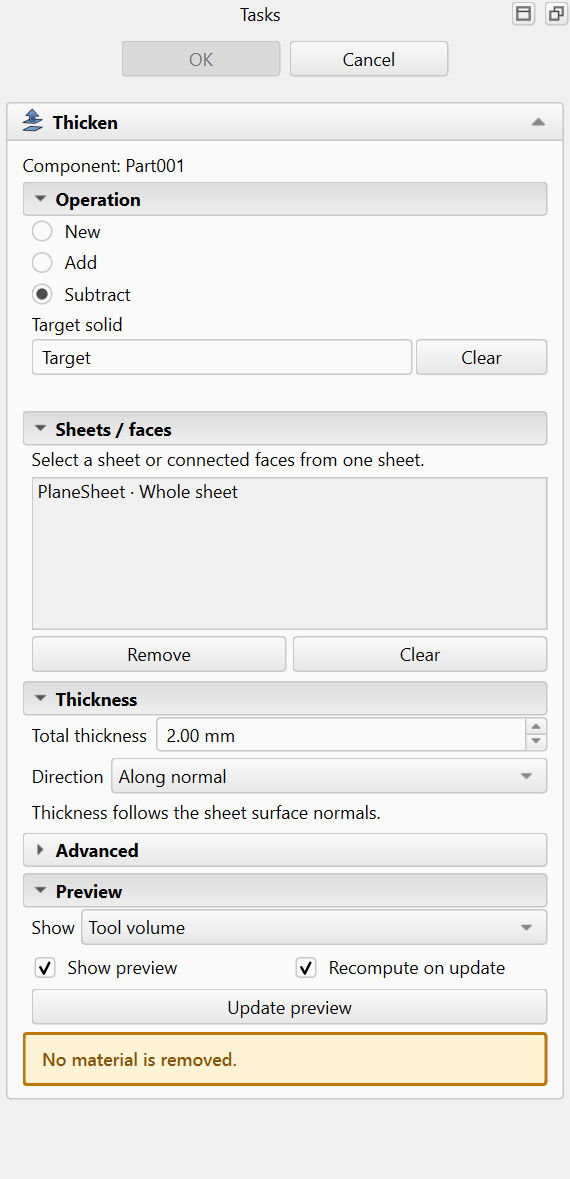 Tasks
OK Cancel
Thicken
Component: Part001
Operation
New
Add
Subtract
Target solid
Target Clear
Sheets / faces
Select a sheet or connected faces from one sheet.
PlaneSheet · Whole sheet
Remove Clear
Thickness
Total thickness 2.00 mm
Direction Along normal
Thickness follows the sheet surface normals.
Advanced
Preview
Show Tool volume
Show preview Recompute on update
Update preview
No material is removed.